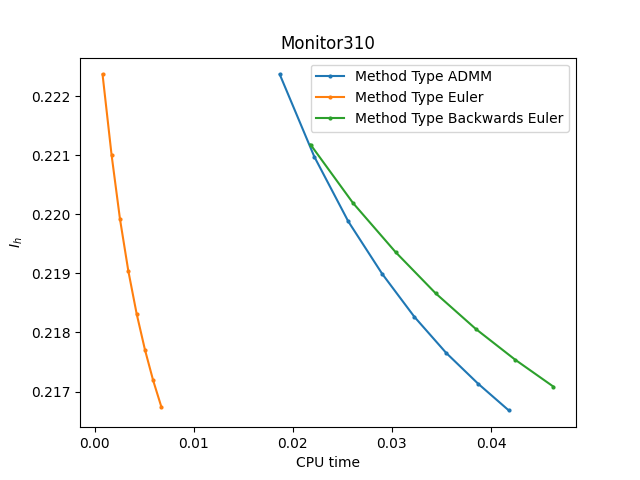 Monitor310
Method Type ADMM
Method Type Euler
Method Type Backwards Euler
0.222
0.221
0.220
0.219
0.218
0.217
I_h
0.00 0.01 0.02 0.03 0.04
CPU time